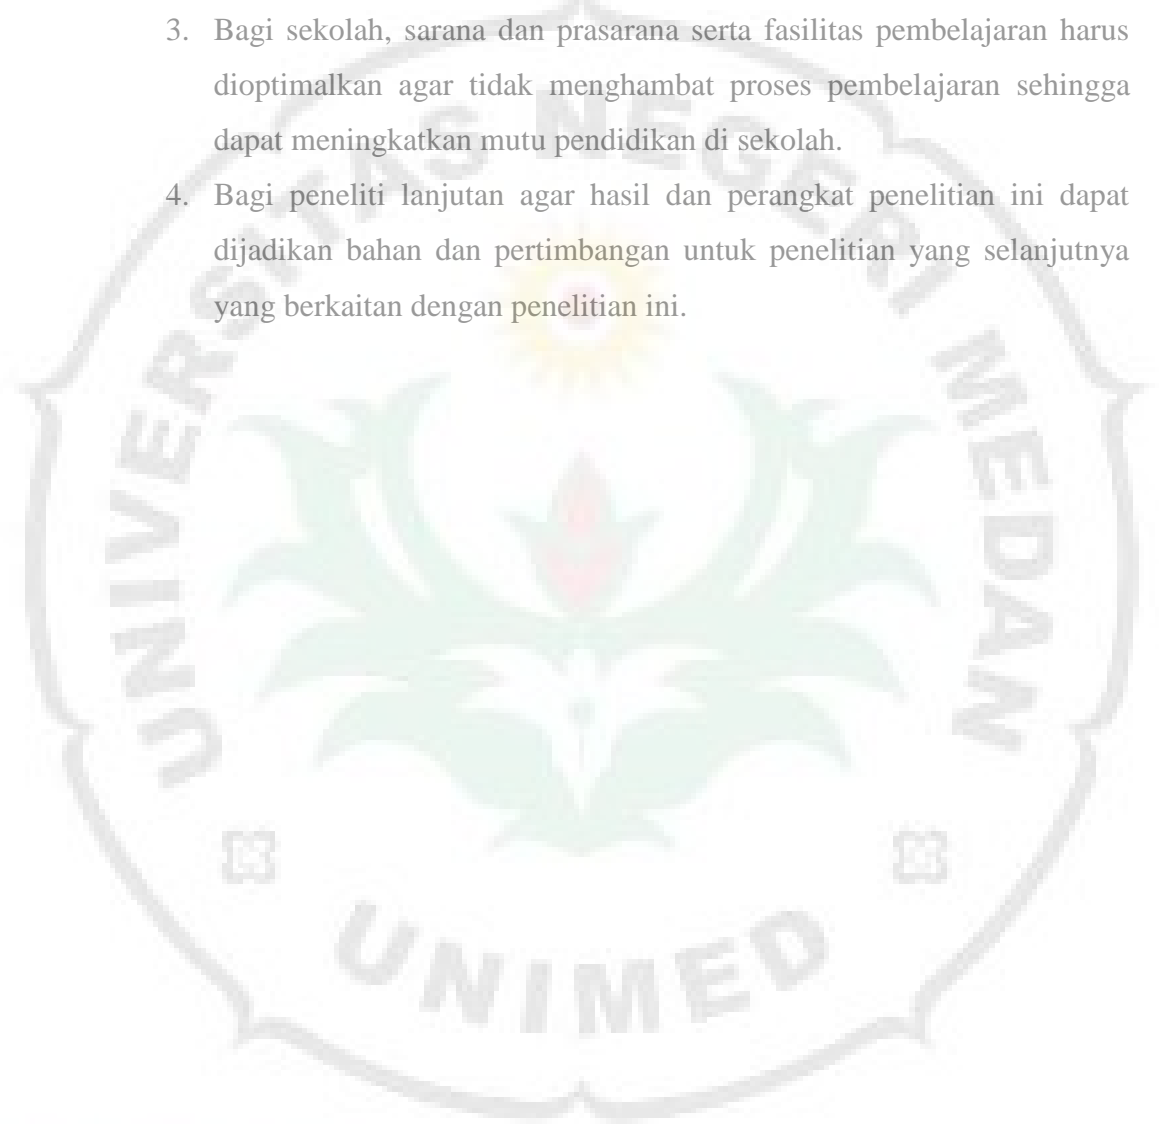 3. Bagi sekolah, sarana dan prasarana serta fasilitas pembelajaran harus
dioptimalkan agar tidak menghambat proses pembelajaran sehingga
dapat meningkatkan mutu pendidikan di sekolah.
4. Bagi peneliti lanjutan agar hasil dan perangkat penelitian ini dapat
dijadikan bahan dan pertimbangan untuk penelitian yang selanjutnya
yang berkaitan dengan penelitian ini.
UNIVERSITAS NEGERI MEDAN
UNIMED